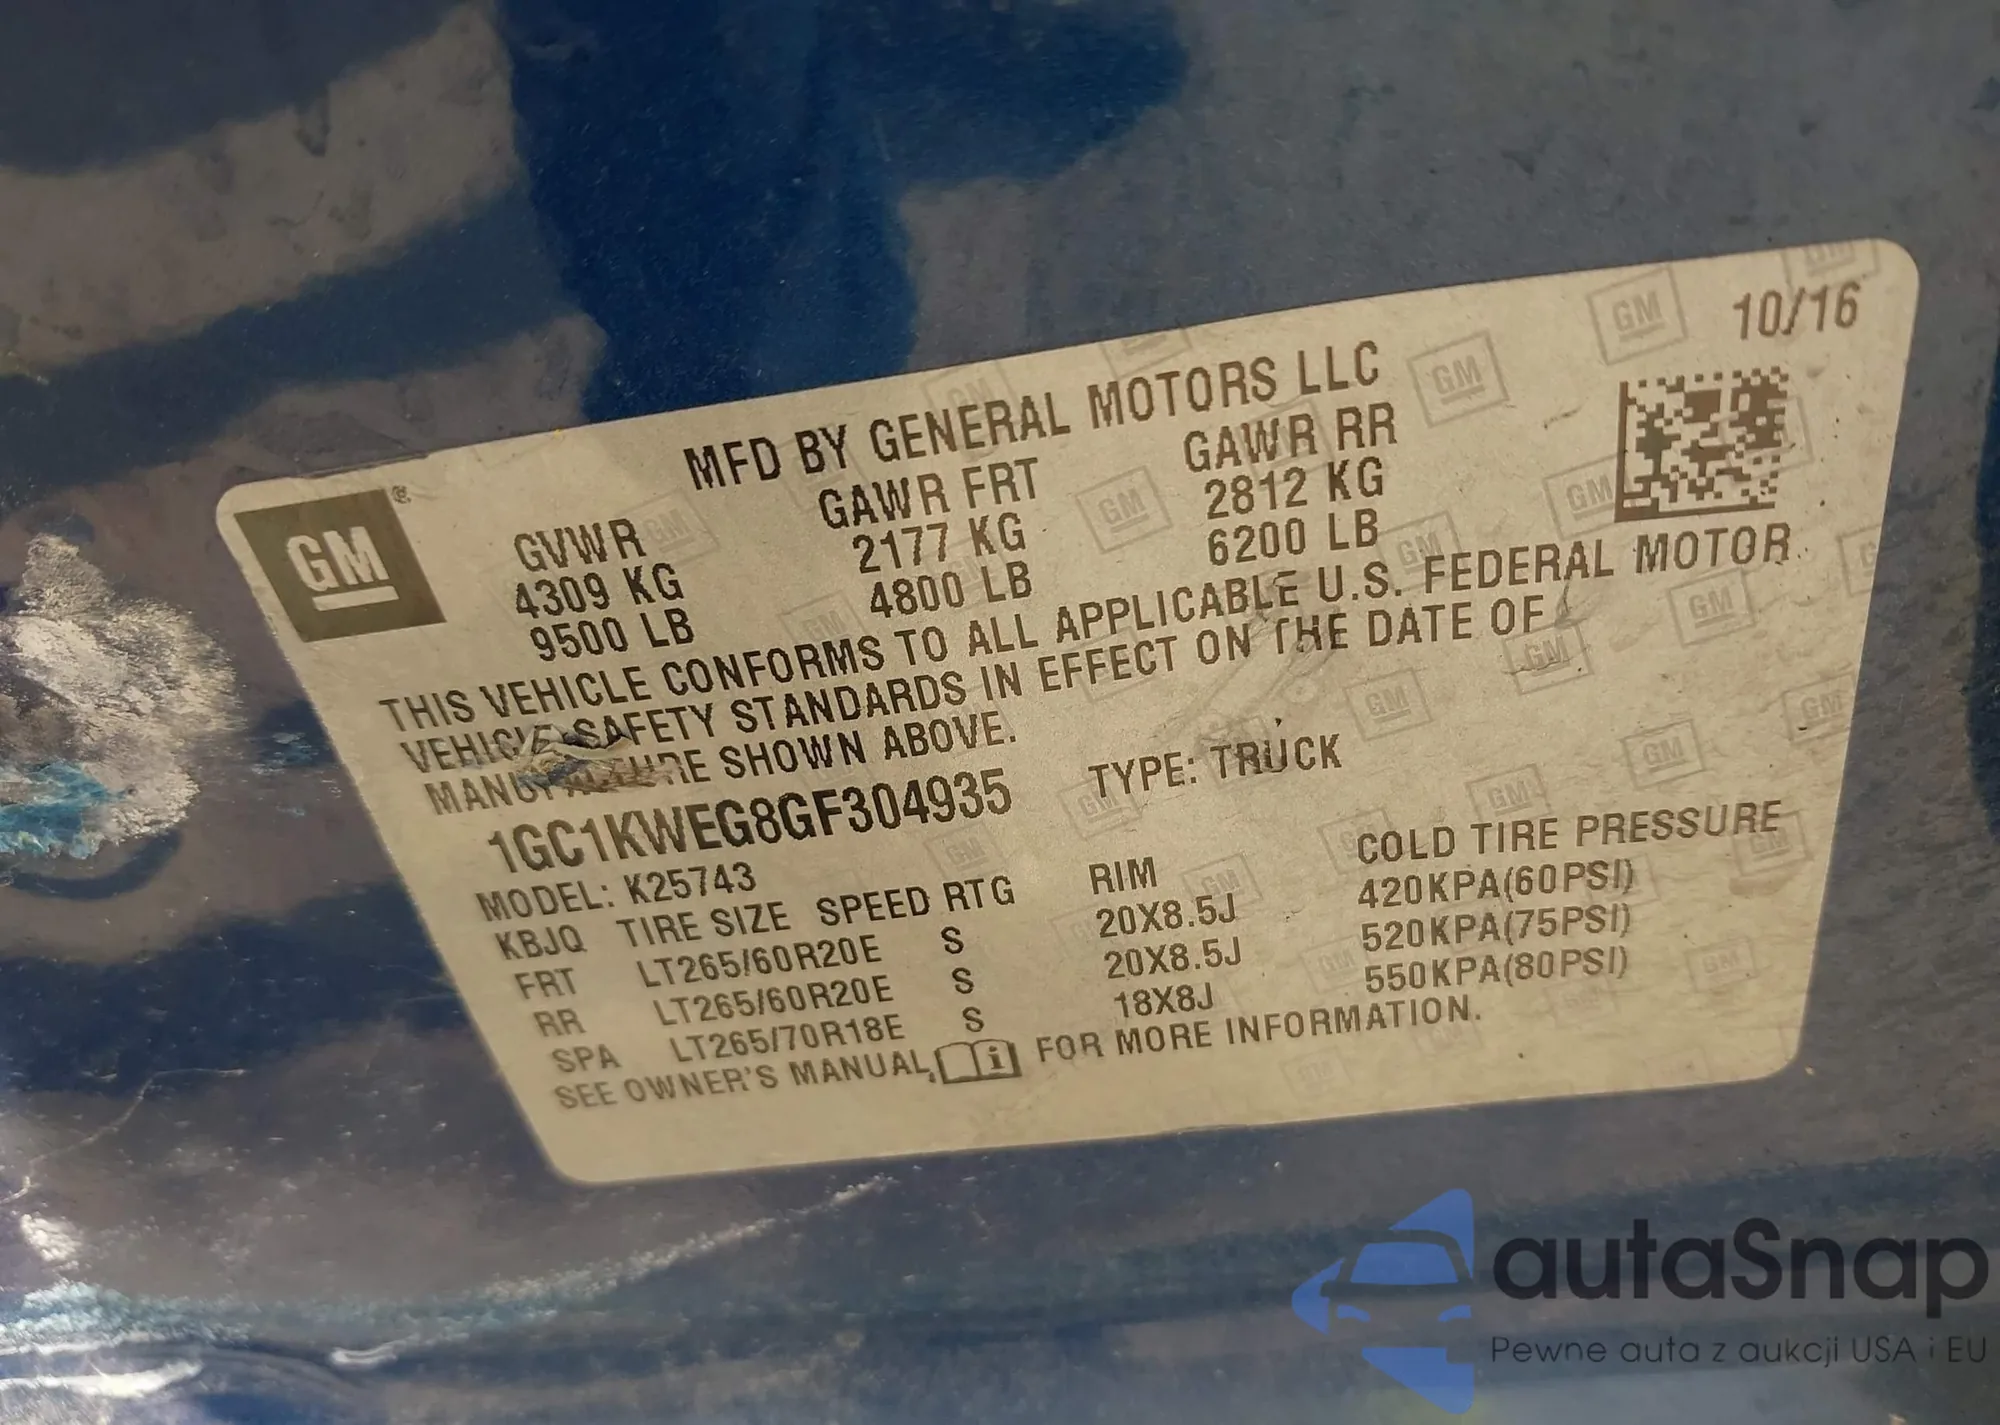 10/16
MFD BY GENERAL MOTORS LLC
GM
GVWR GAWR FRT GAWR RR
4309 KG 2177 KG 2812 KG
9500 LB 4800 LB 6200 LB
THIS VEHICLE CONFORMS TO ALL APPLICABLE U.S. FEDERAL MOTOR
VEHICLE SAFETY STANDARDS IN EFFECT ON THE DATE OF
MANUFACTURE SHOWN ABOVE.
1GC1KWEG8GF304935 TYPE: TRUCK
MODEL: K25743
KBJQ TIRE SIZE SPEED RTG RIM COLD TIRE PRESSURE
FRT LT265/60R20E S 20X8.5J 420KPA(60PSI)
RR LT265/60R20E S 20X8.5J 520KPA(75PSI)
SPA LT265/70R18E S 18X8J 550KPA(80PSI)
SEE OWNER'S MANUAL, FOR MORE INFORMATION.
autaSnap
Pewne auta z aukcji USA i EU